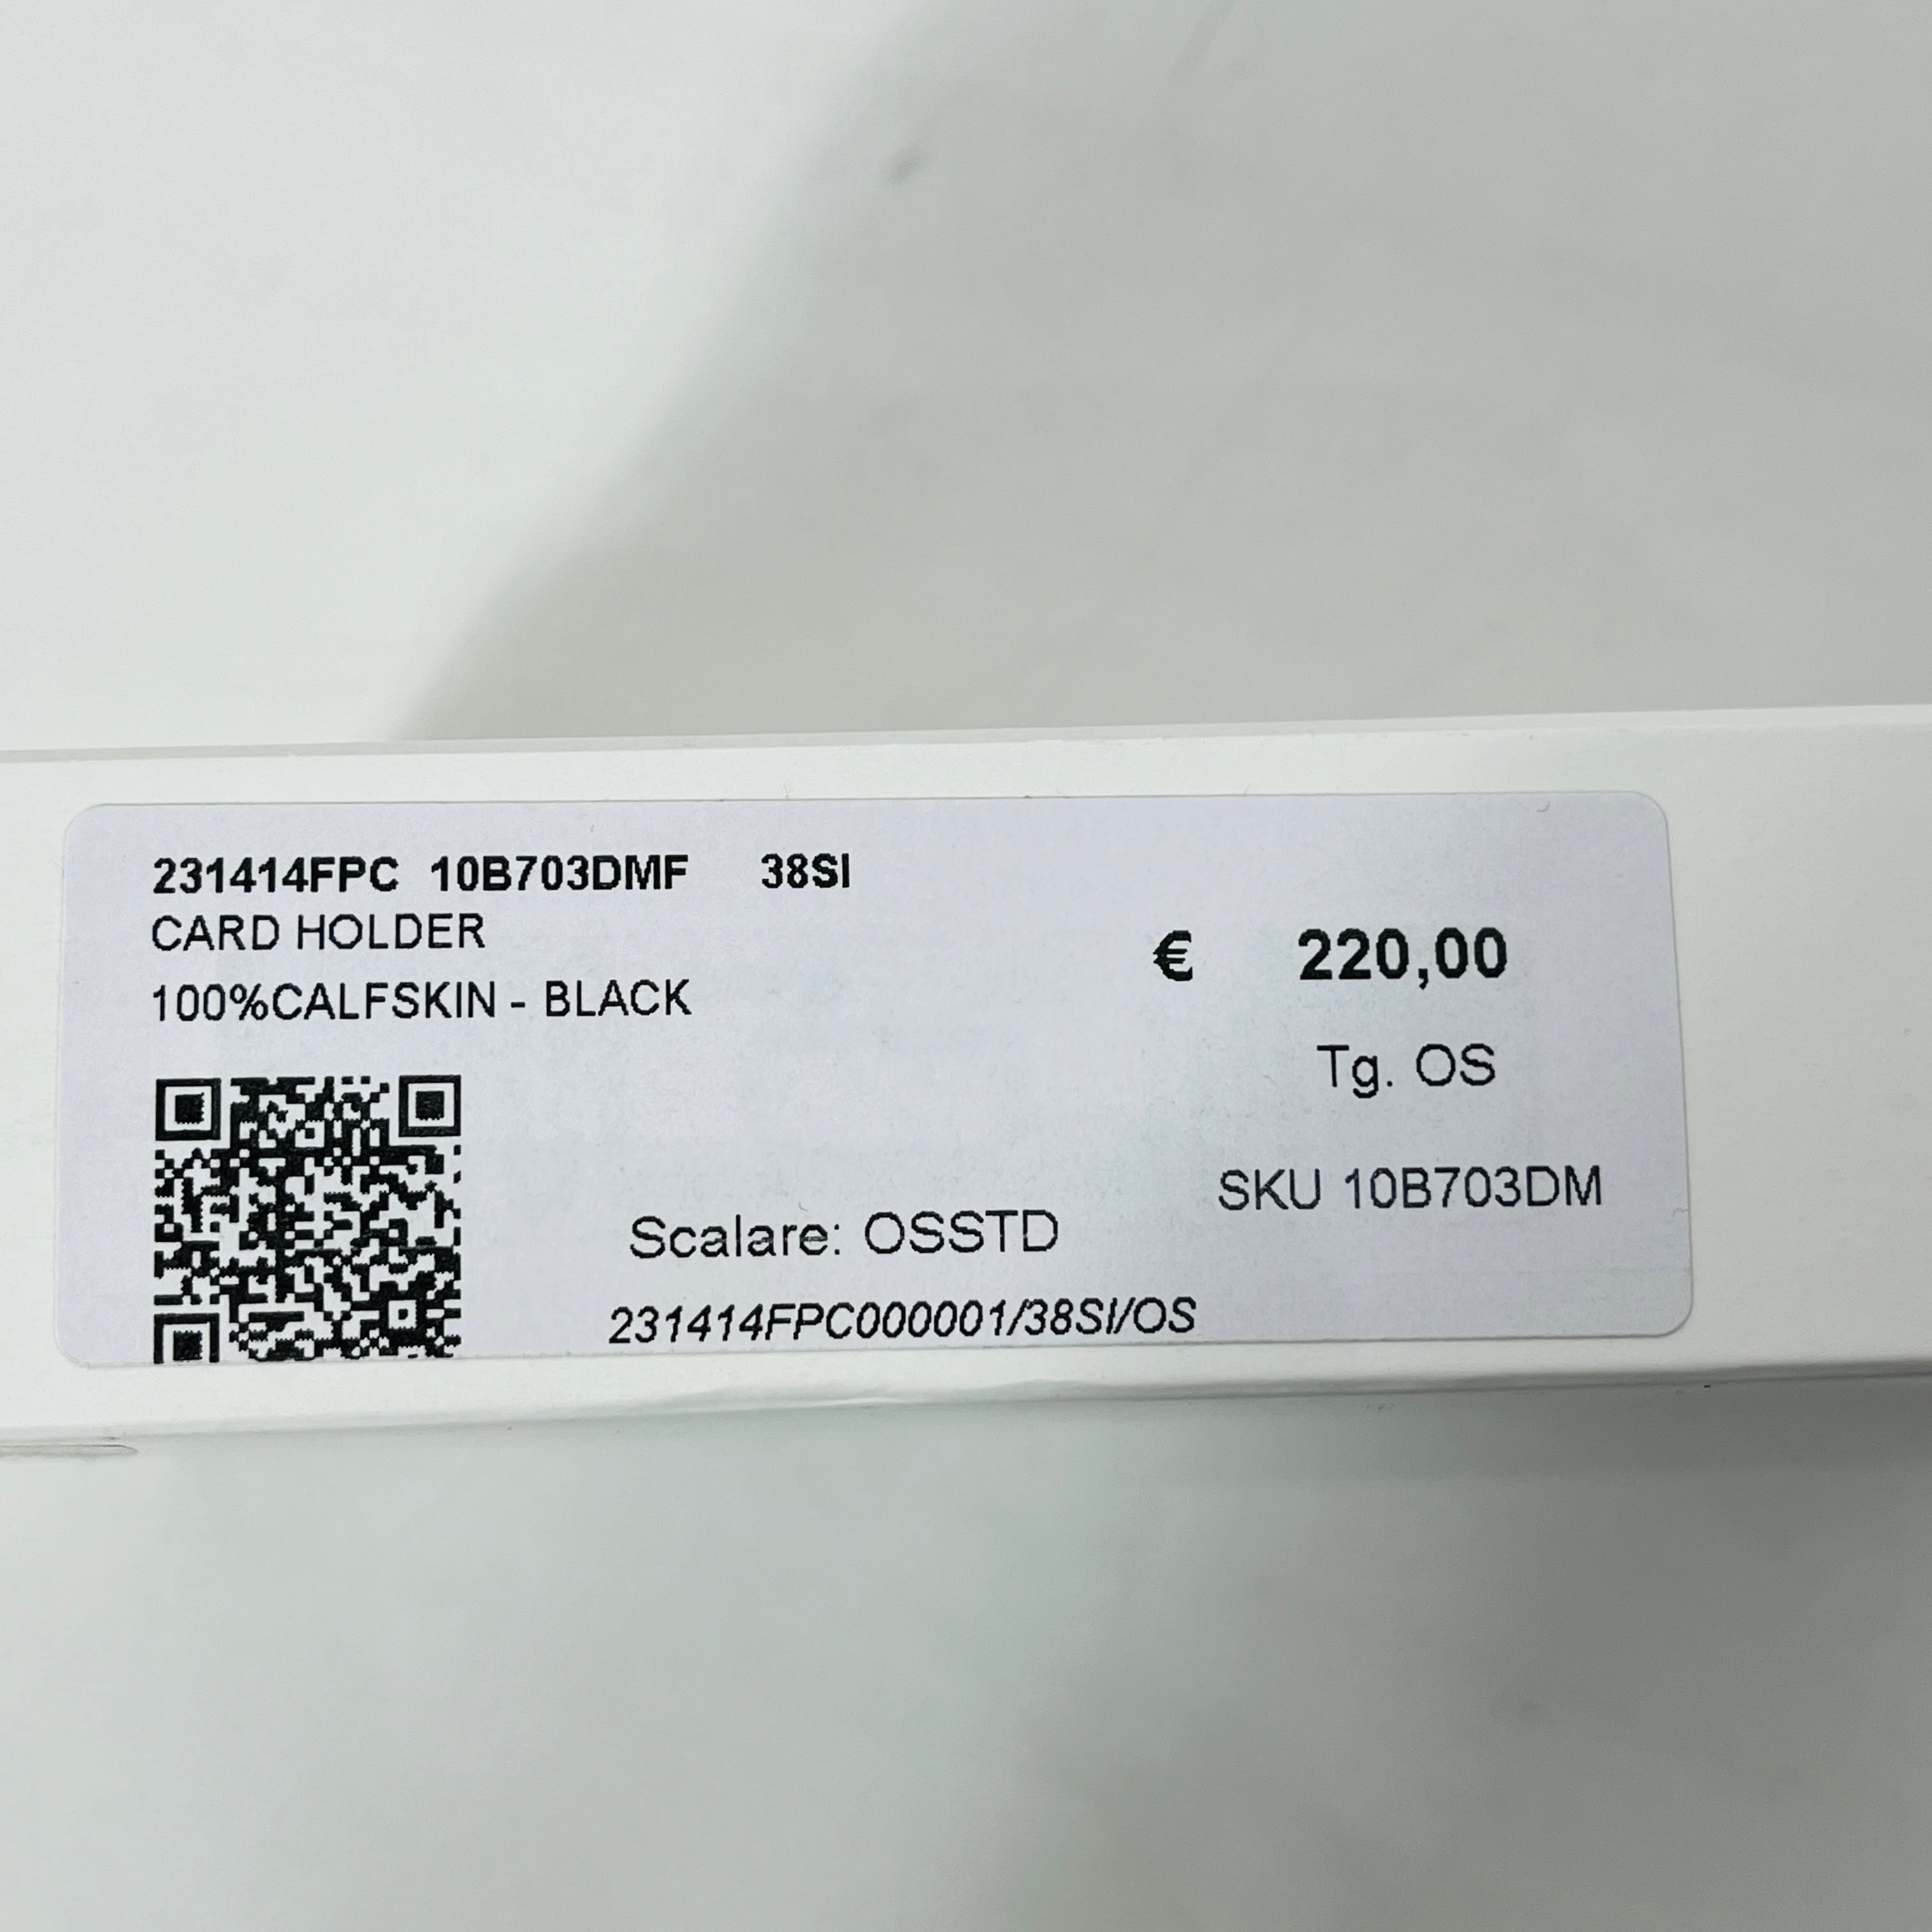 231414FPC 10B703DMF 38SI
CARD HOLDER
100%CALFSKIN - BLACK
€ 220,00
Tg. OS
SKU 10B703DM
Scalare: OSSTD
231414FPC000001/38SI/OS